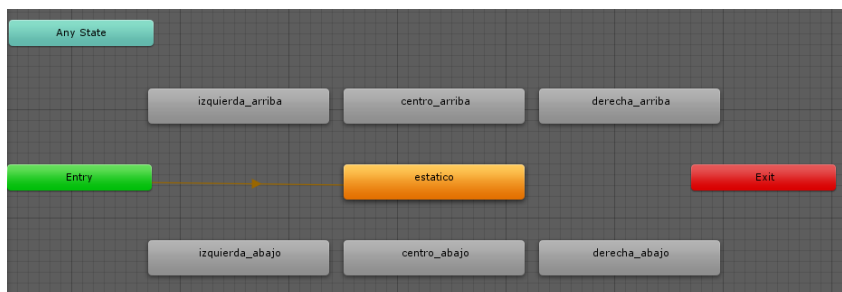 Any State
izquierda_arriba
centro_arriba
derecha_arriba
Entry
estatico
Exit
izquierda_abajo
centro_abajo
derecha_abajo